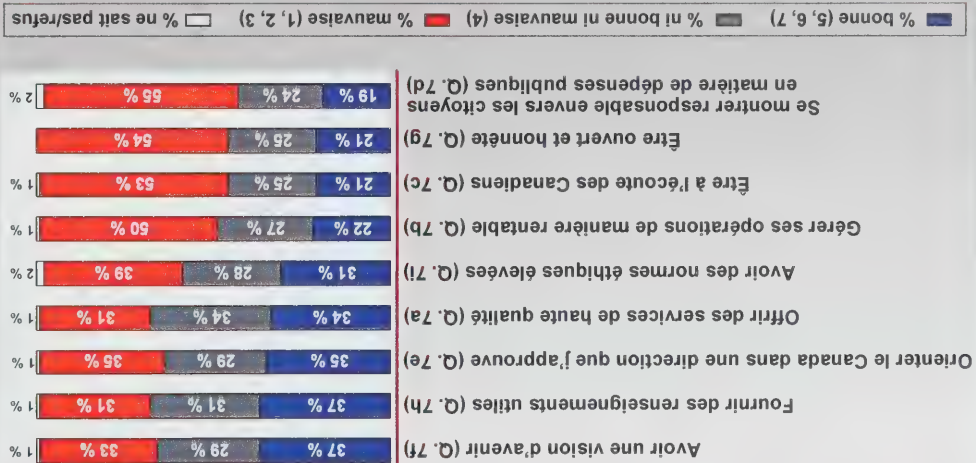 Avoir une vision d'avenir (Q. 7f) 37 % 29 % 33 % 1 %
Fournir des renseignements utiles (Q. 7h) 37 % 31 % 31 % 1 %
Orienter le Canada dans une direction que j'approuve (Q. 7e) 35 % 29 % 35 % 1 %
Offrir des services de haute qualité (Q. 7a) 34 % 34 % 31 % 1 %
Avoir des normes éthiques élevées (Q. 7i) 31 % 28 % 39 % 2 %
Gérer ses opérations de manière rentable (Q. 7b) 22 % 27 % 50 % 1 %
Être à l'écoute des Canadiens (Q. 7c) 21 % 25 % 53 % 1 %
Être ouvert et honnête (Q. 7g) 21 % 25 % 54 %
Se montrer responsable envers les citoyens
en matière de dépenses publiques (Q. 7d) 19 % 24 % 55 % 2 %
% bonne (5, 6, 7) % ni bonne ni mauvaise (4) % mauvaise (1, 2, 3) % ne sait pas/refus